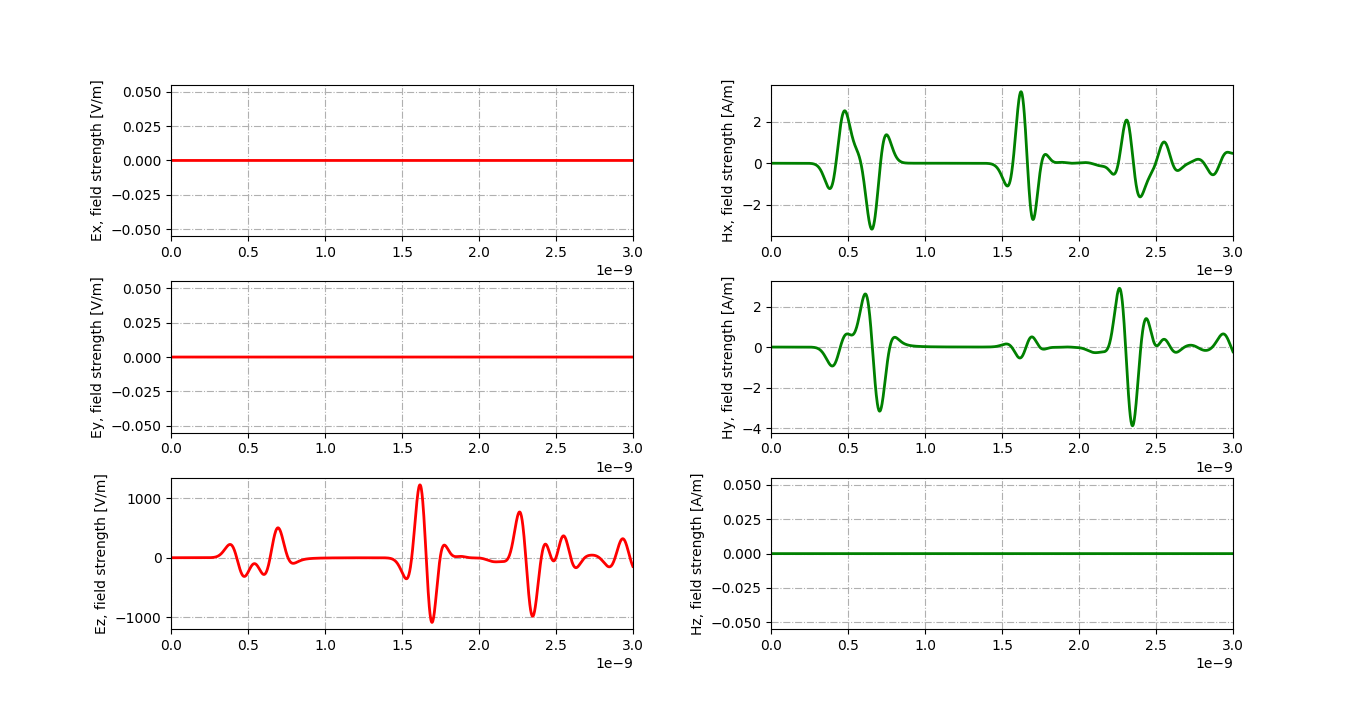 Ex, field strength [V/m]
0.050
0.025
0.000
−0.025
−0.050
0.0 0.5 1.0 1.5 2.0 2.5 3.0
1e−9
Hx, field strength [A/m]
2
0
−2
0.0 0.5 1.0 1.5 2.0 2.5 3.0
1e−9
Ey, field strength [V/m]
0.050
0.025
0.000
−0.025
−0.050
0.0 0.5 1.0 1.5 2.0 2.5 3.0
1e−9
Hy, field strength [A/m]
2
0
−2
−4
0.0 0.5 1.0 1.5 2.0 2.5 3.0
1e−9
Ez, field strength [V/m]
1000
0
−1000
0.0 0.5 1.0 1.5 2.0 2.5 3.0
1e−9
Hz, field strength [A/m]
0.050
0.025
0.000
−0.025
−0.050
0.0 0.5 1.0 1.5 2.0 2.5 3.0
1e−9